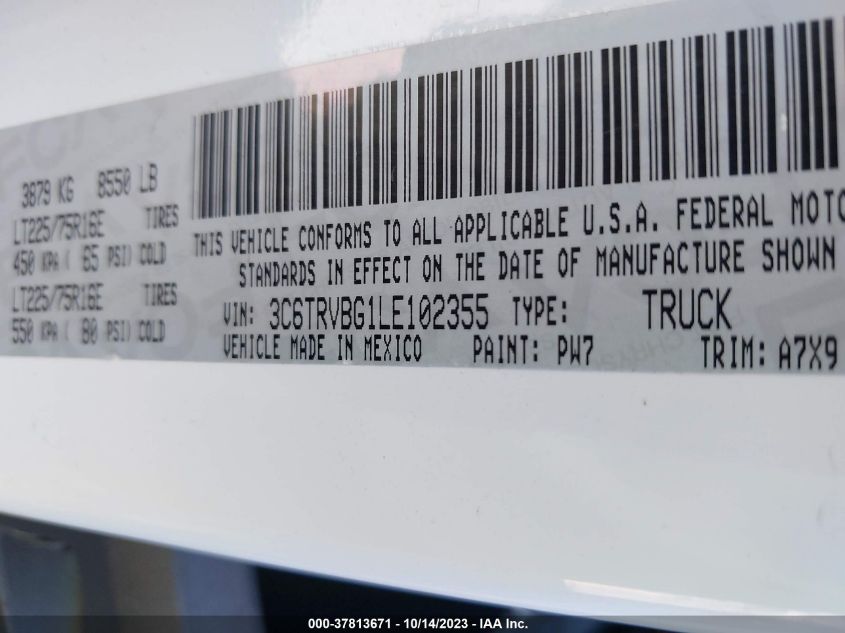 3879 KG 8550 LB
LT225/75R16E TIRES
450 KPA ( 65 PSI) COLD
LT225/75R16E TIRES
550 KPA ( 80 PSI) COLD
THIS VEHICLE CONFORMS TO ALL APPLICABLE U.S.A. FEDERAL MOTO
STANDARDS IN EFFECT ON THE DATE OF MANUFACTURE SHOWN
VIN: 3C6TRVBG1LE102355 TYPE: TRUCK
VEHICLE MADE IN MEXICO PAINT: PW7 TRIM: A7X9
000-37813671 - 10/14/2023 - IAA Inc.